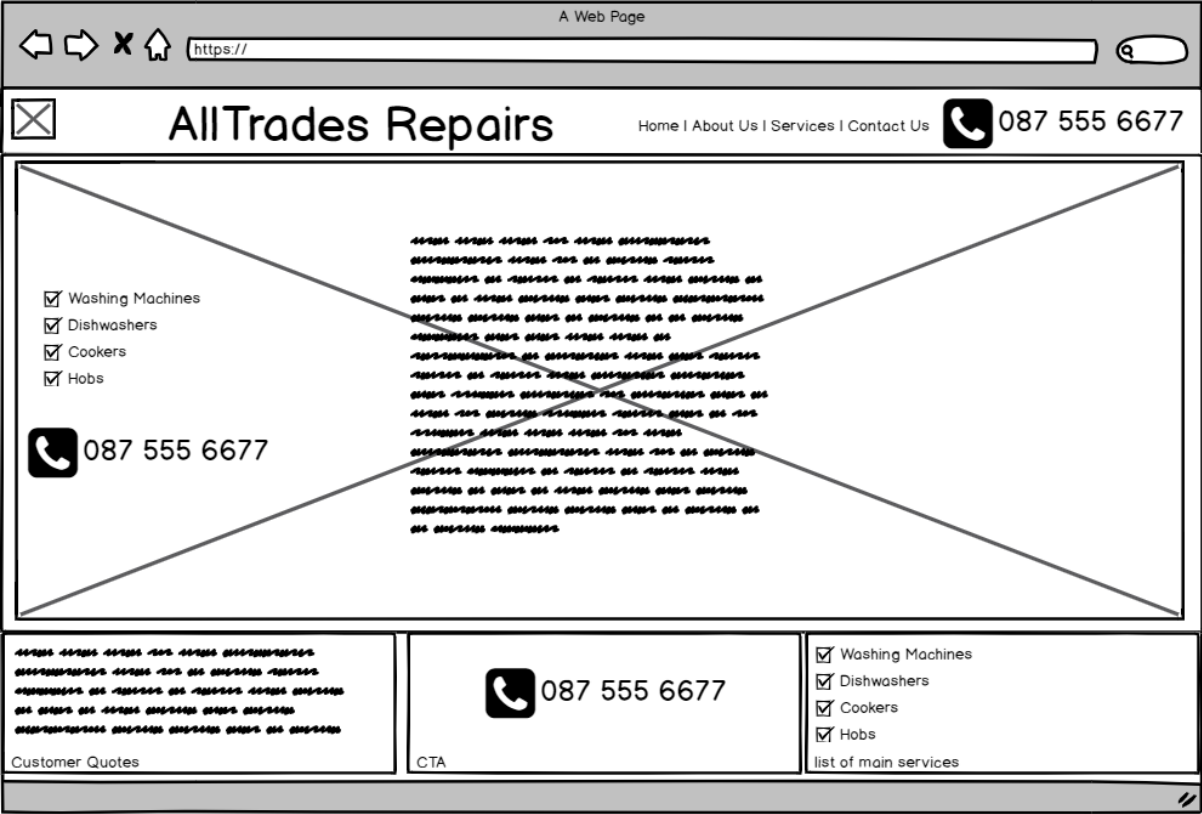 A Web Page
https://
AllTrades Repairs
Home | About Us | Services | Contact Us
087 555 6677
Washing Machines
Dishwashers
Cookers
Hobs
087 555 6677
Customer Quotes
087 555 6677
CTA
Washing Machines
Dishwashers
Cookers
Hobs
list of main services